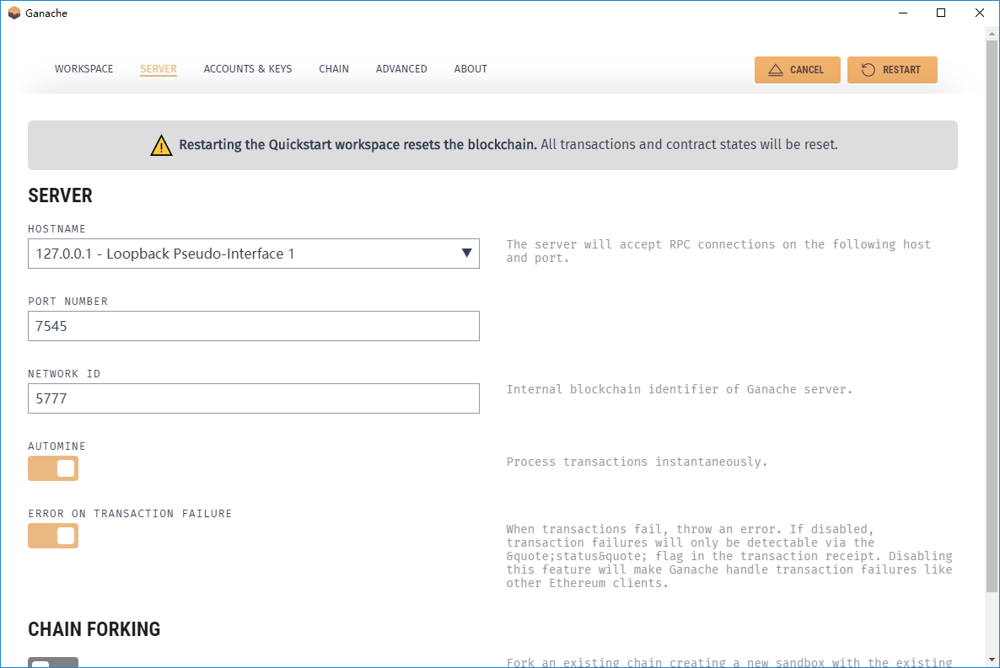 Ganache
WORKSPACE SERVER ACCOUNTS & KEYS CHAIN ADVANCED ABOUT CANCEL RESTART
Restarting the Quickstart workspace resets the blockchain. All transactions and contract states will be reset.
SERVER
HOSTNAME
127.0.0.1 - Loopback Pseudo-Interface 1
The server will accept RPC connections on the following host
and port.
PORT NUMBER
7545
NETWORK ID
5777
Internal blockchain identifier of Ganache server.
AUTOMINE
Process transactions instantaneously.
ERROR ON TRANSACTION FAILURE
When transactions fail, throw an error. If disabled,
transaction failures will only be detectable via the
&quote;status&quote; flag in the transaction receipt. Disabling
this feature will make Ganache handle transaction failures like
other Ethereum clients.
CHAIN FORKING
Fork an existing chain creating a new sandbox with the existing